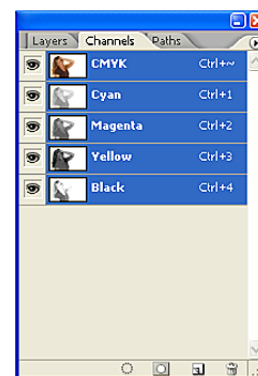 Layers Channels Paths
CMYK Ctrl+~
Cyan Ctrl+1
Magenta Ctrl+2
Yellow Ctrl+3
Black Ctrl+4